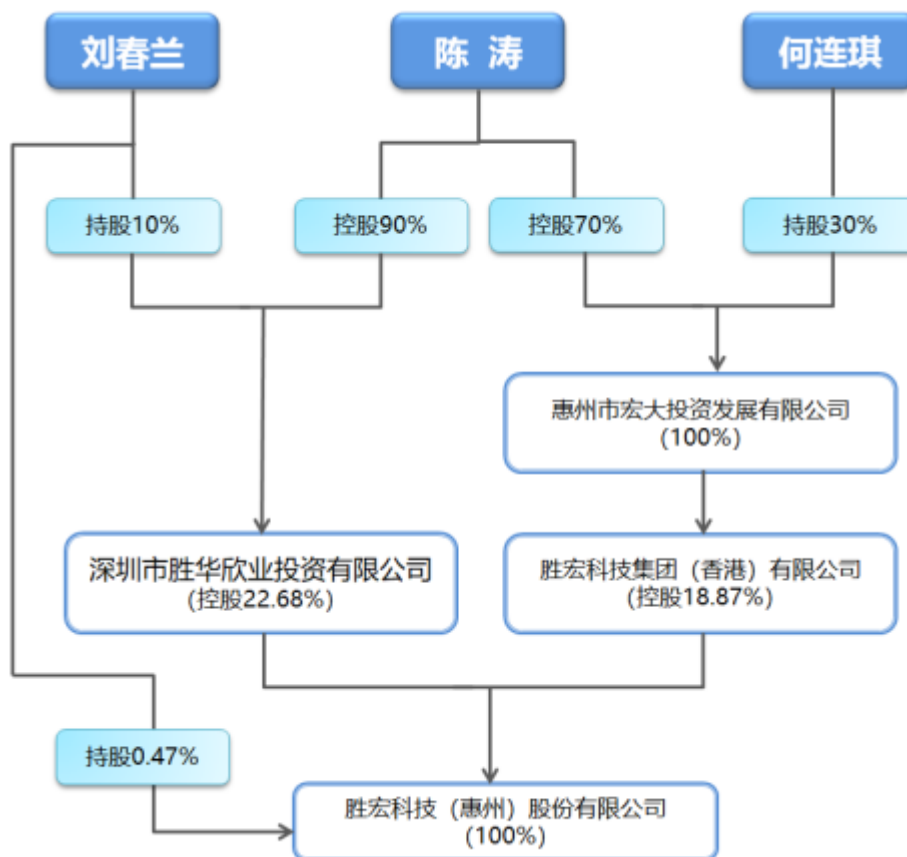 刘春兰
陈 涛
何连琪
持股10%
控股90%
控股70%
持股30%
惠州市宏大投资发展有限公司
(100%)
深圳市胜华欣业投资有限公司
(控股22.68%)
胜宏科技集团（香港）有限公司
(控股18.87%)
持股0.47%
胜宏科技（惠州）股份有限公司
(100%)